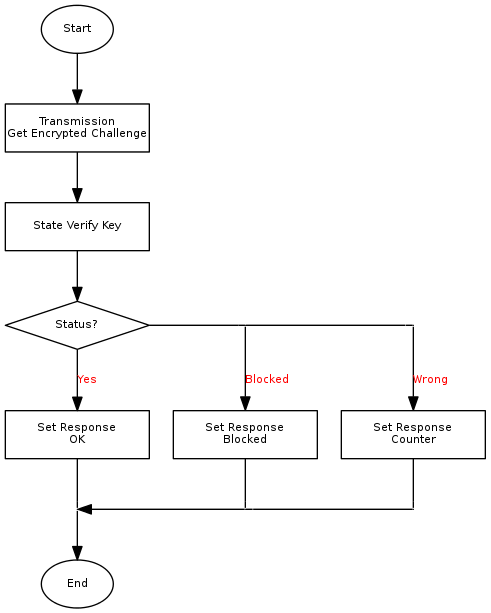 Start
Transmission
Get Encrypted Challenge
State Verify Key
Status?
Yes
Blocked
Wrong
Set Response
OK
Set Response
Blocked
Set Response
Counter
End